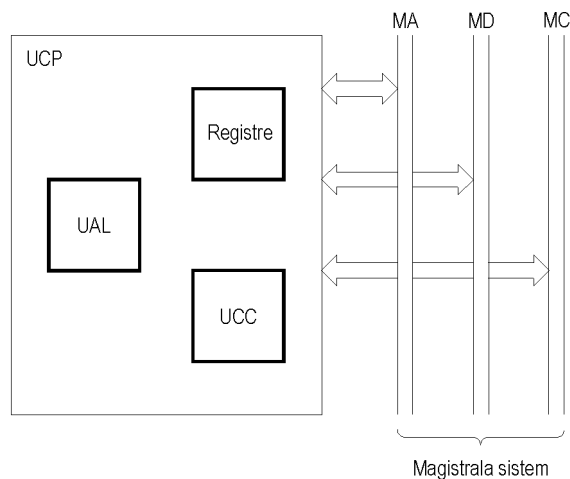 MA MD MC
UCP
Registre
UAL
UCC
Magistrala sistem